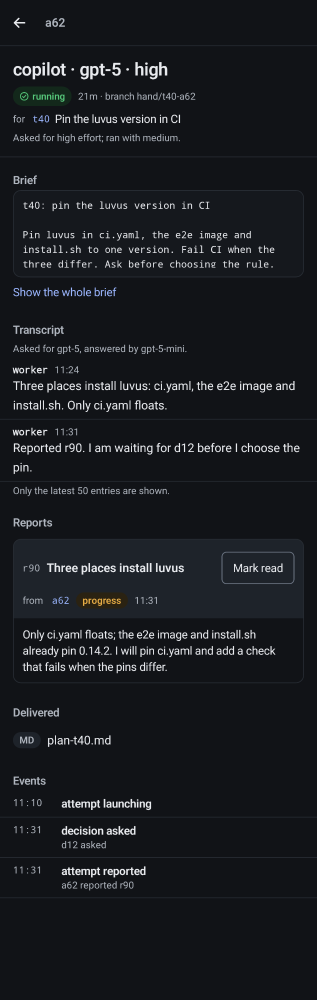 a62
copilot · gpt-5 · high
running 21m · branch hand/t40-a62
for t40 Pin the luvus version in CI
Asked for high effort; ran with medium.
Brief
t40: pin the luvus version in CI
Pin luvus in ci.yaml, the e2e image and
install.sh to one version. Fail CI when the
three differ. Ask before choosing the rule.
Show the whole brief
Transcript
Asked for gpt-5, answered by gpt-5-mini.
worker 11:24
Three places install luvus: ci.yaml, the e2e image and
install.sh. Only ci.yaml floats.
worker 11:31
Reported r90. I am waiting for d12 before I choose the
pin.
Only the latest 50 entries are shown.
Reports
r90 Three places install luvus Mark read
from a62 progress 11:31
Only ci.yaml floats; the e2e image and install.sh
already pin 0.14.2. I will pin ci.yaml and add a check
that fails when the pins differ.
Delivered
MD plan-t40.md
Events
11:10 attempt launching
11:31 decision asked
d12 asked
11:31 attempt reported
a62 reported r90